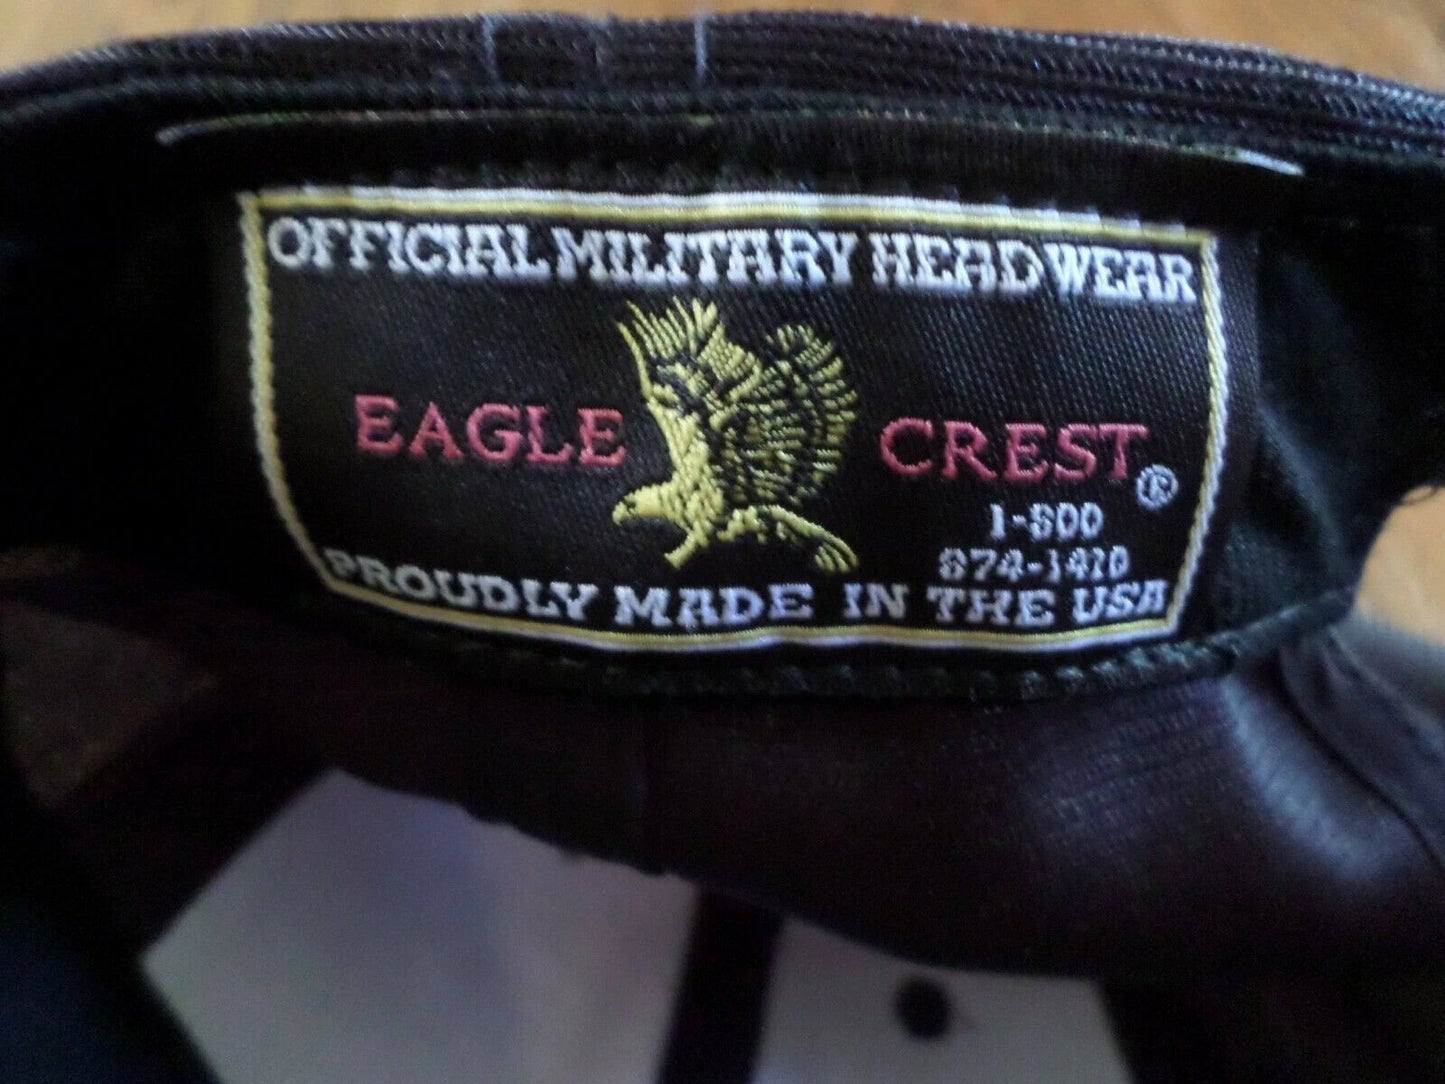 OFFICIAL MILITARY HEADWEAR
EAGLE CREST®
1-800
874-1410
PROUDLY MADE IN THE USA